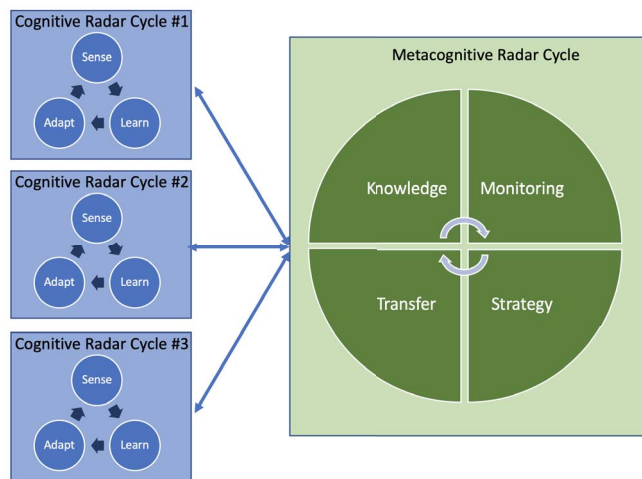 Cognitive Radar Cycle #1
Sense
Adapt
Learn
Cognitive Radar Cycle #2
Sense
Adapt
Learn
Cognitive Radar Cycle #3
Sense
Adapt
Learn
Metacognitive Radar Cycle
Knowledge
Monitoring
Transfer
Strategy